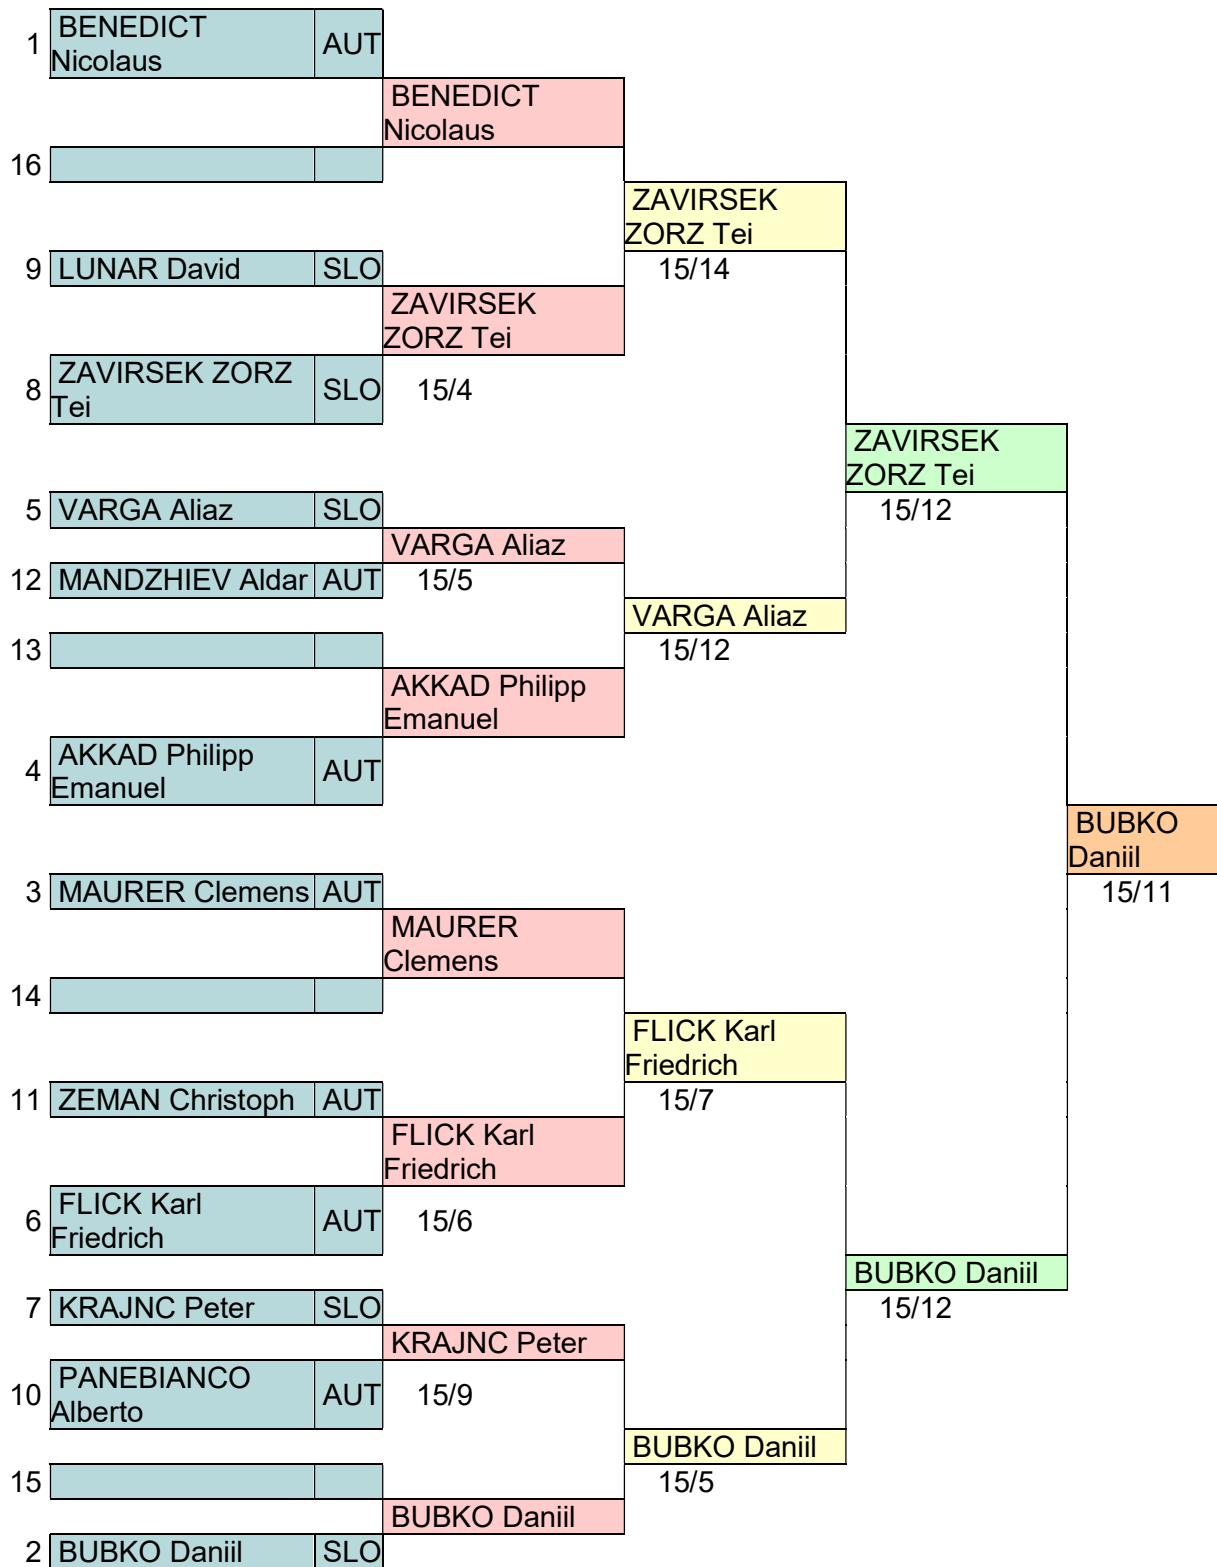 1 BENEDICT Nicolaus AUT
BENEDICT Nicolaus
16
ZAVIRSEK ZORZ Tei
9 LUNAR David SLO 15/14
ZAVIRSEK ZORZ Tei
8 ZAVIRSEK ZORZ Tei SLO 15/4
ZAVIRSEK ZORZ Tei
5 VARGA Aliaz SLO 15/12
VARGA Aliaz
12 MANDZHIEV Aldar AUT 15/5
VARGA Aliaz
13 15/12
AKKAD Philipp Emanuel
4 AKKAD Philipp Emanuel AUT
BUBKO Daniil
3 MAURER Clemens AUT 15/11
MAURER Clemens
14
FLICK Karl Friedrich
11 ZEMAN Christoph AUT 15/7
FLICK Karl Friedrich
6 FLICK Karl Friedrich AUT 15/6
BUBKO Daniil
7 KRAJNC Peter SLO 15/12
KRAJNC Peter
10 PANEBIANCO Alberto AUT 15/9
BUBKO Daniil
15 15/5
BUBKO Daniil
2 BUBKO Daniil SLO